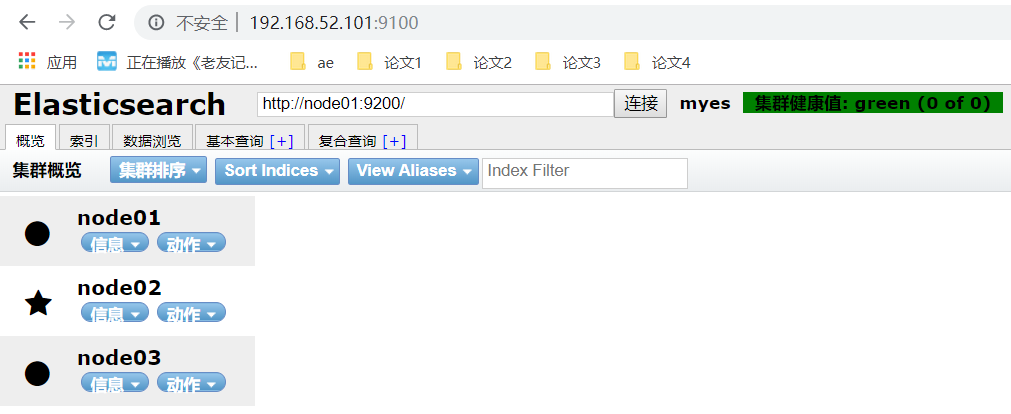 不安全 | 192.168.52.101:9100
应用 正在播放《老友记... ae 论文1 论文2 论文3 论文4
Elasticsearch http://node01:9200/ 连接 myes 集群健康值: green (0 of 0)
概览 索引 数据浏览 基本查询 [+] 复合查询 [+]
集群概览 集群排序 Sort Indices View Aliases Index Filter
node01
信息 动作
node02
信息 动作
node03
信息 动作